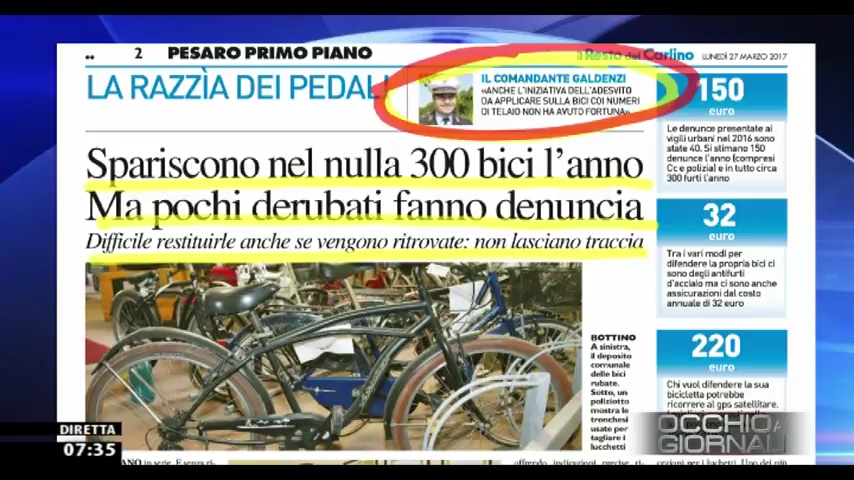 2 PESARO PRIMO PIANO
il Resto del Carlino LUNEDÌ 27 MARZO 2017
LA RAZZÌA DEI PEDALI
IL COMANDANTE GALDENZI
«ANCHE L'INIZIATIVA DELL'ADESIVITO
DA APPLICARE SULLA BICI COI NUMERI
DI TELAIO NON HA AVUTO FORTUNA»
Spariscono nel nulla 300 bici l'anno
Ma pochi derubati fanno denuncia
Difficile restituirle anche se vengono ritrovate: non lasciano traccia
150
euro
Le denunce presentate ai
vigili urbani nel 2016 sono
state 40. Si stimano 150
denunce l'anno (compresi
Cc e polizia) e in tutto circa
300 furti l'anno
32
euro
Tra i vari modi per
difendere la propria bici ci
sono degli antifurti
d'acciaio ma ci sono anche
assicurazioni dal costo
annuale di 32 euro
220
euro
Chi vuol difendere la sua
bicicletta potrebbe
ricorrere ai gps satellitare.
BOTTINO
A sinistra,
il deposito
comunale
delle bici
rubate.
Sotto, un
poliziotto
mostra le
tronchesi
usate per
tagliare i
lucchetti
DIRETTA
07:35
OCCHIO AI
GIORNALI